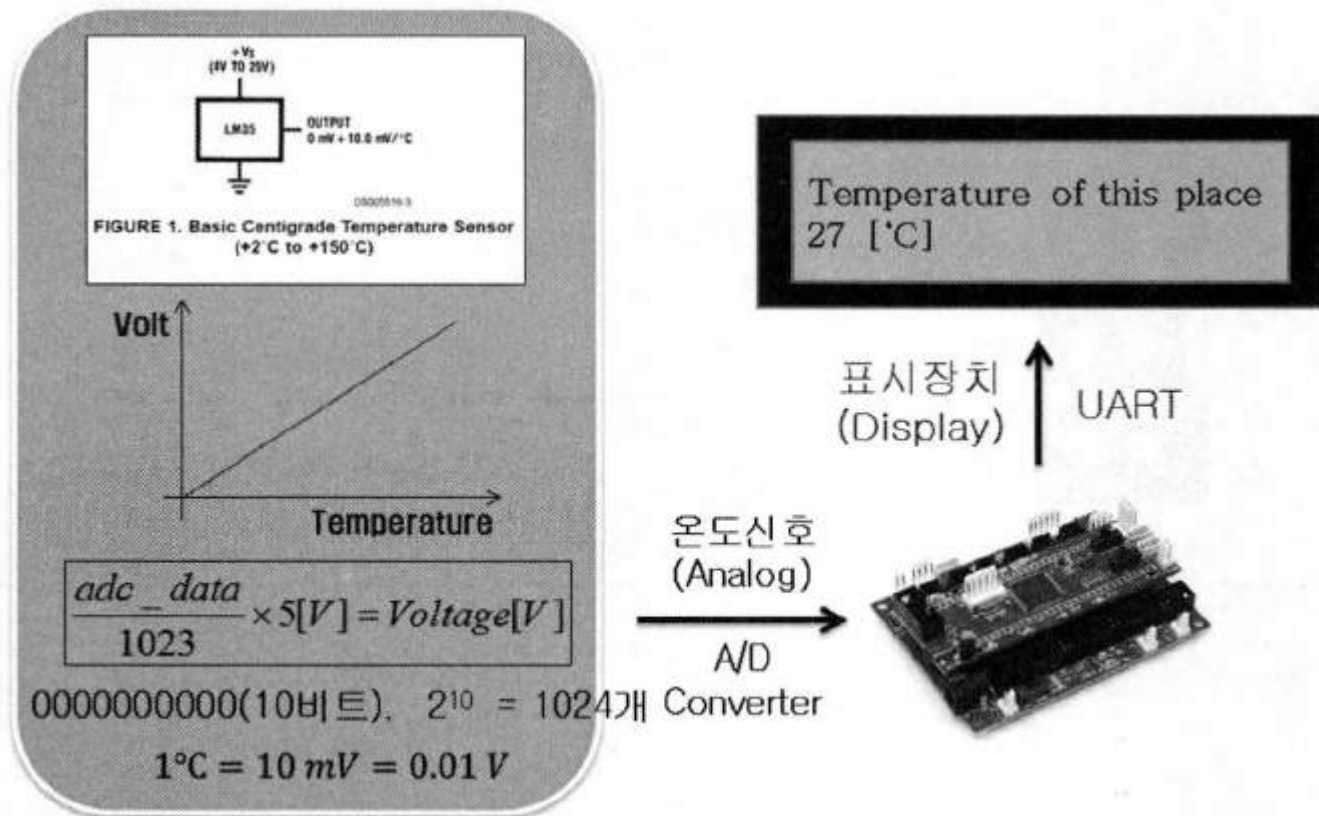 +Vs
(4V TO 20V)
LM35
OUTPUT
0 mV + 10.0 mV/°C
DS005516-3
FIGURE 1. Basic Centigrade Temperature Sensor
(+2°C to +150°C)
Volt
Temperature
adc_data
1023
×5[V] = Voltage[V]
0000000000(10비트), 2¹⁰ = 1024개
1℃ = 10 mV = 0.01 V
온도신호
(Analog)
A/D
Converter
표시장치
(Display)
UART
Temperature of this place
27 [℃]